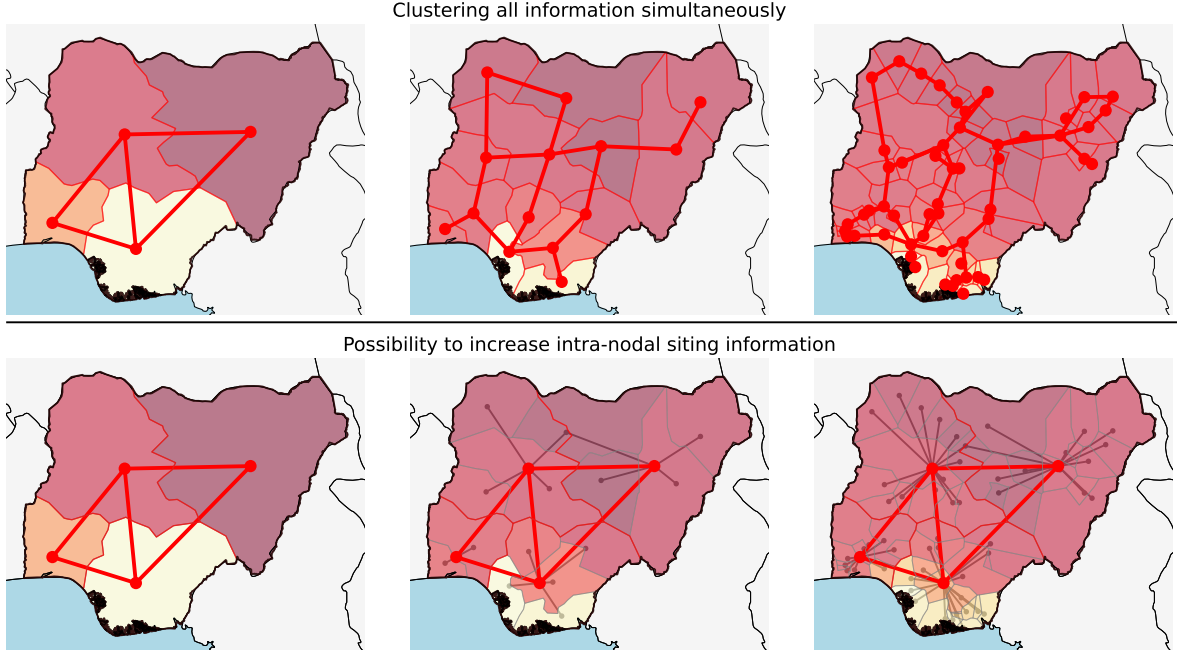 Clustering all information simultaneously
Possibility to increase intra-nodal siting information